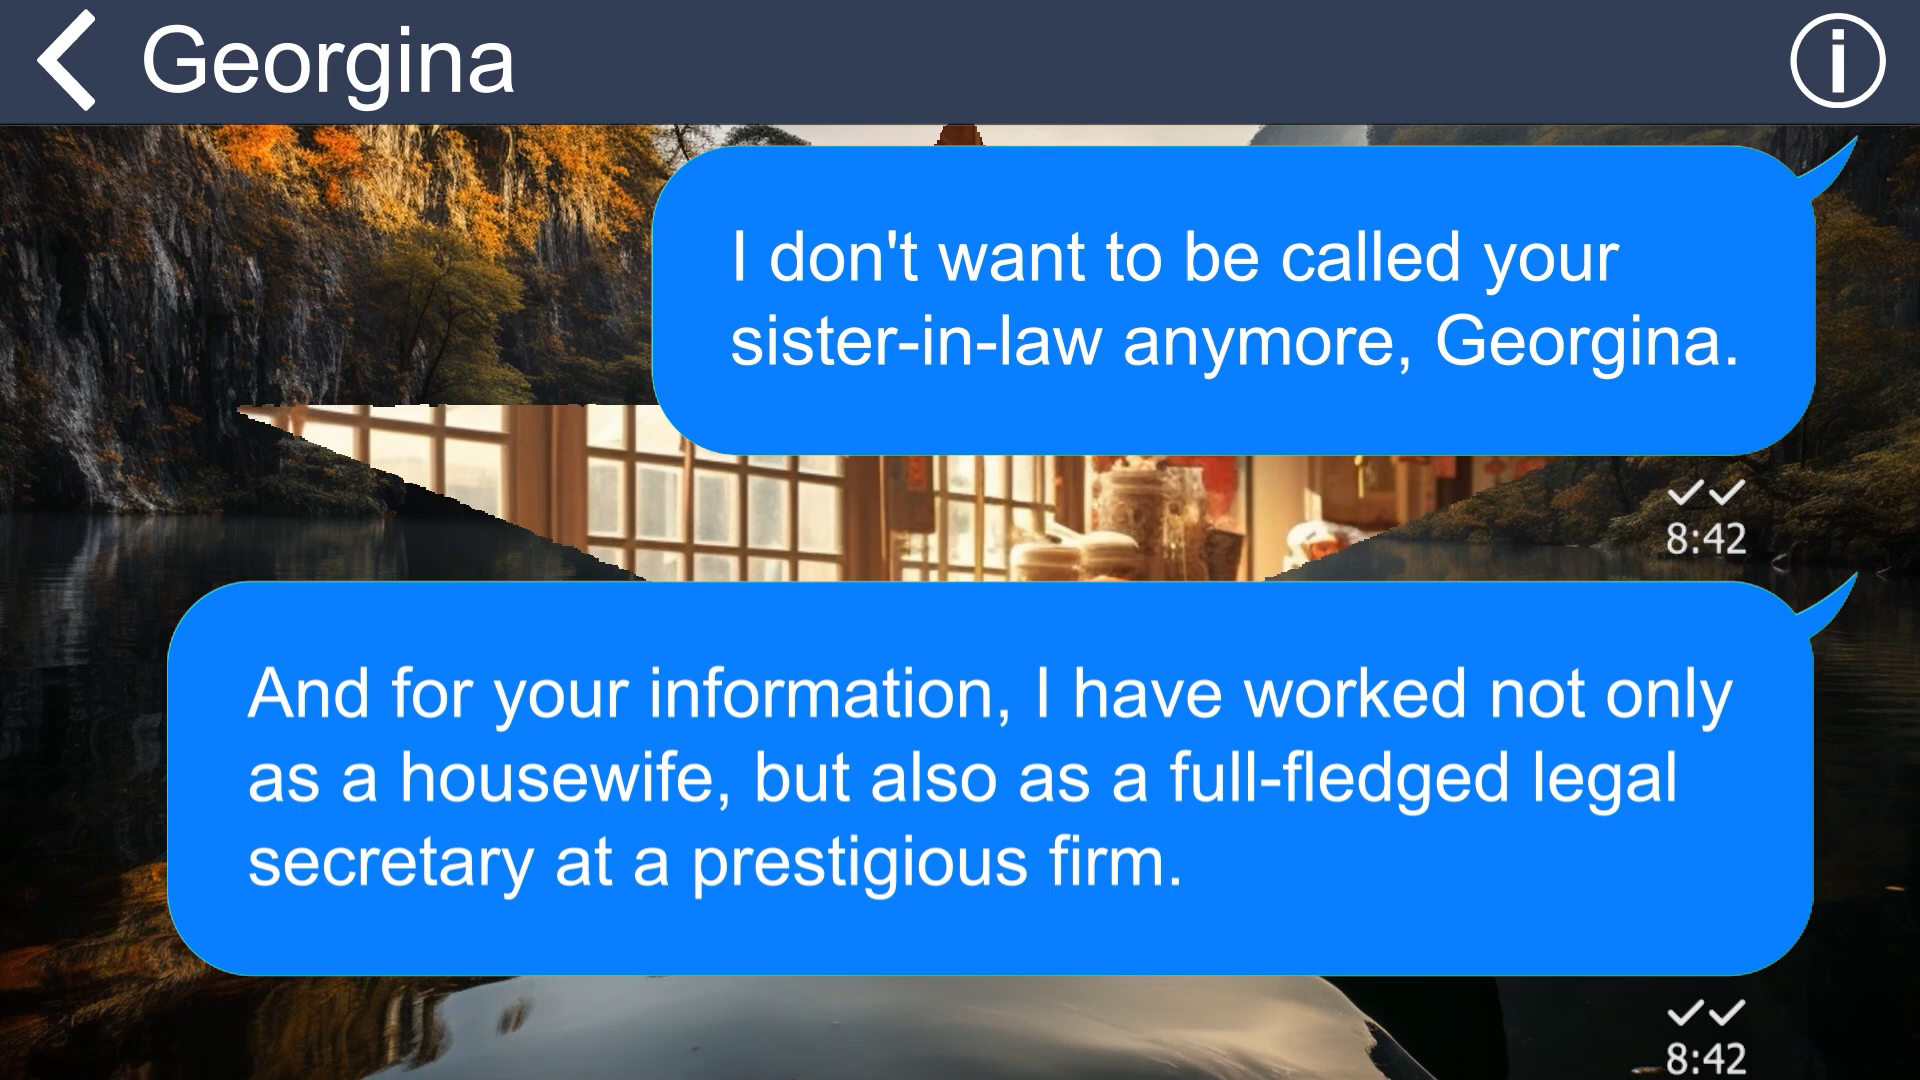 Georgina
I don't want to be called your
sister-in-law anymore, Georgina.
8:42
And for your information, I have worked not only
as a housewife, but also as a full-fledged legal
secretary at a prestigious firm.
8:42